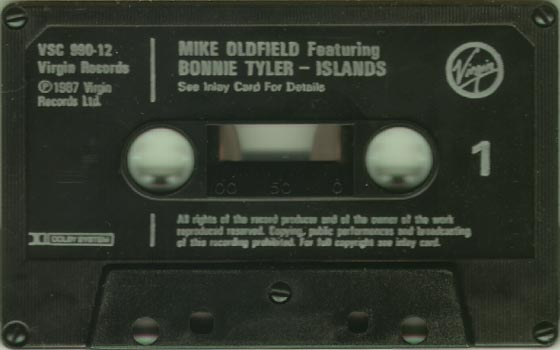 VSC 990-12
Virgin Records
Ⓟ1987 Virgin
Records Ltd.
MIKE OLDFIELD Featuring
BONNIE TYLER – ISLANDS
See Inlay Card For Details
Virgin
1
00 50 0
DOLBY SYSTEM
All rights of the record producer and of the owner of the work
reproduced reserved. Copying, public performances and broadcasting
of this recording prohibited. For full copyright see inlay card.